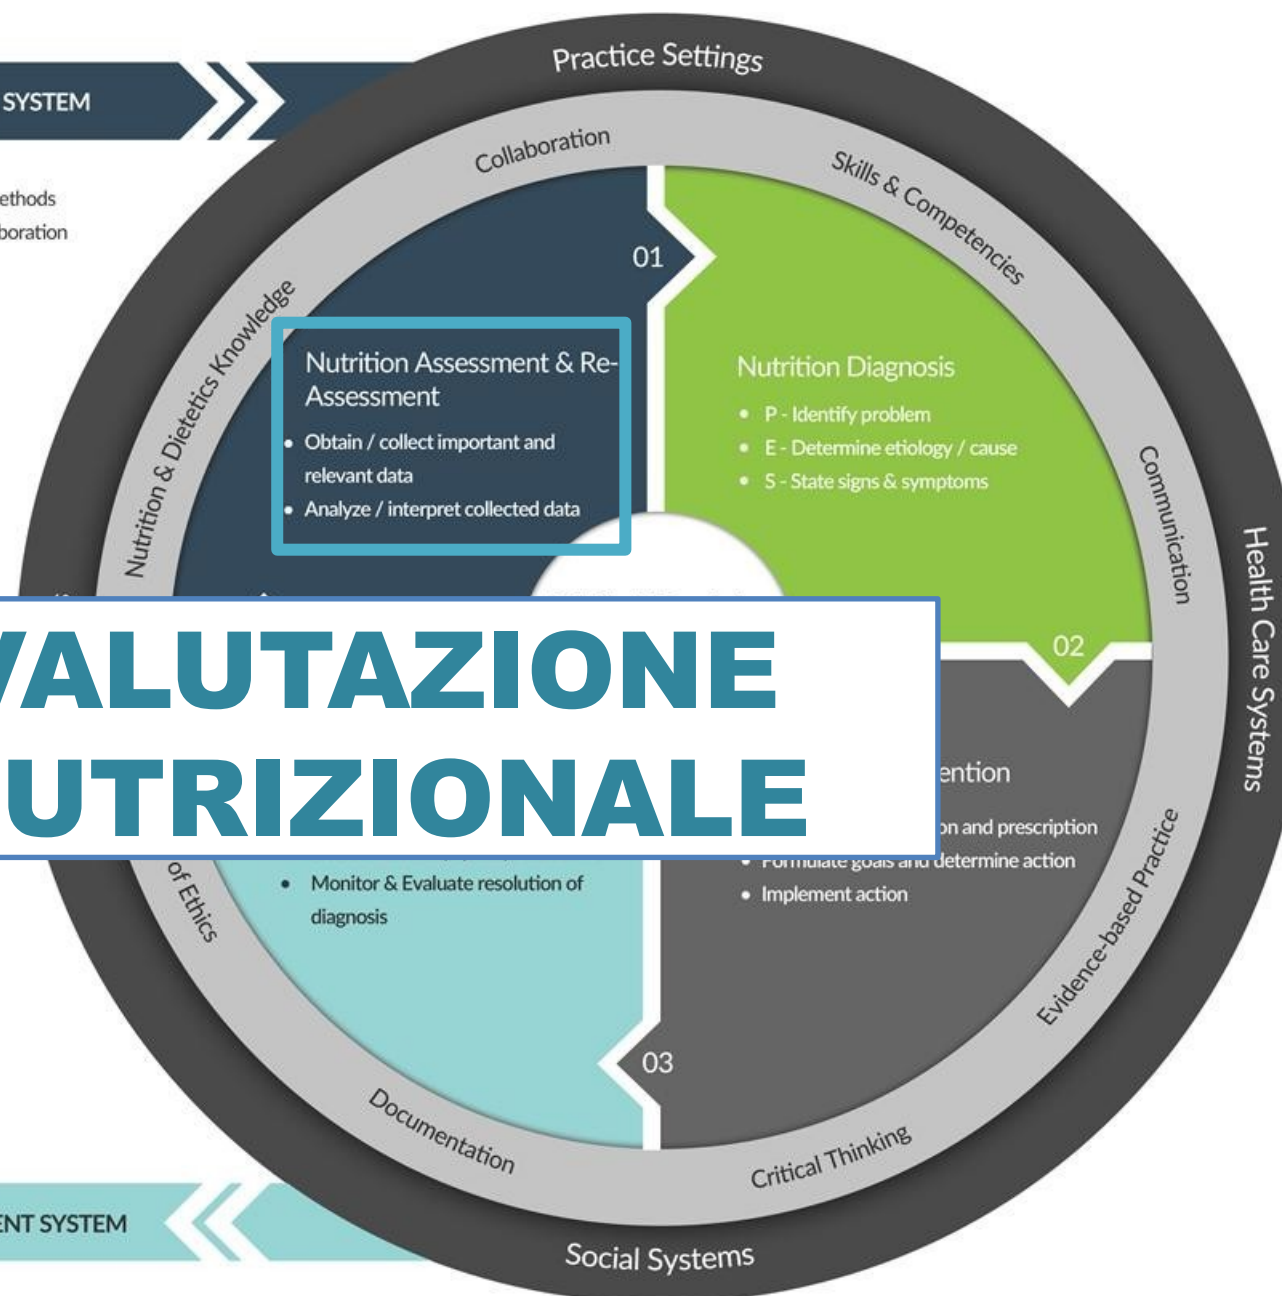 Practice Settings
SYSTEM
Collaboration
Skills & Competencies
Nutrition & Dietetics Knowledge
01
Nutrition Assessment & Re-
Assessment
• Obtain / collect important and
relevant data
• Analyze / interpret collected data
Nutrition Diagnosis
• P - Identify problem
• E - Determine etiology / cause
• S - State signs & symptoms
Communication
Health Care Systems
02
VALUTAZIONE
UTRIZIONALE
ention
on and prescription
• Formulate goals and determine action
• Implement action
• Monitor & Evaluate resolution of
diagnosis
of Ethics
Evidence-based Practice
03
Documentation
Critical Thinking
ENT SYSTEM
Social Systems
ethods
boration